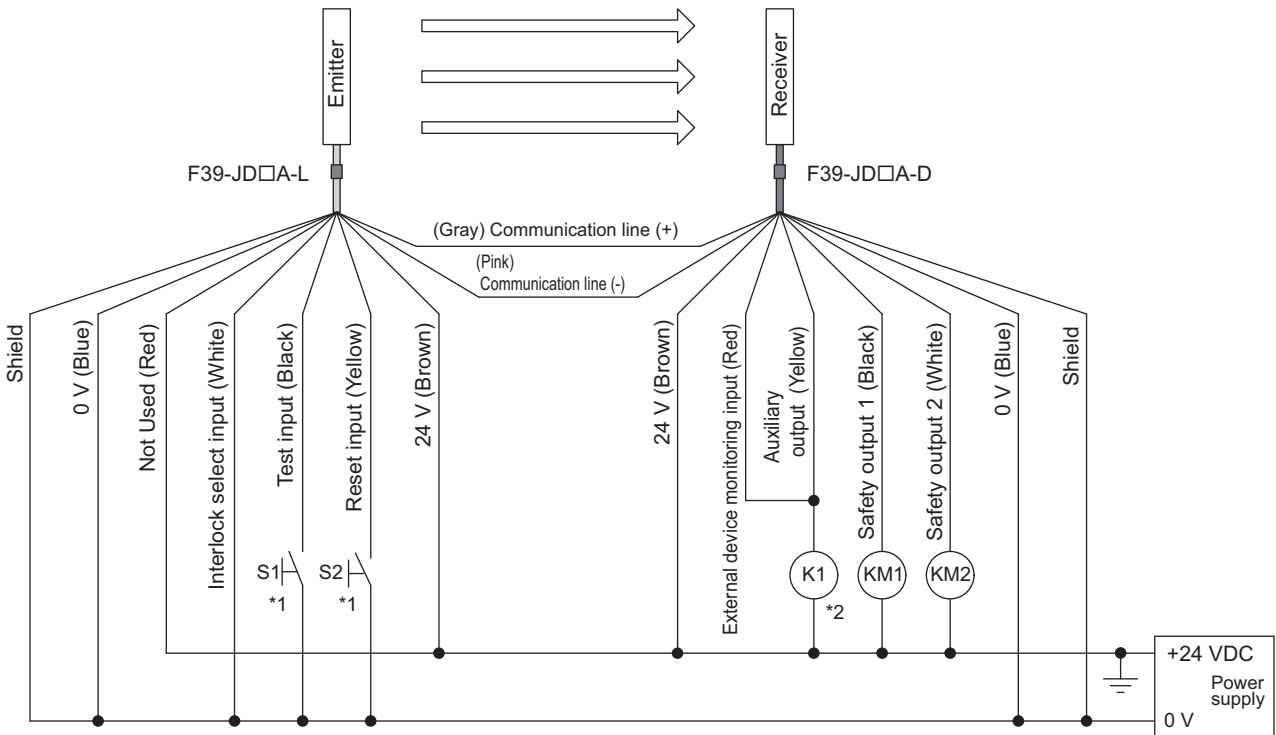 Emitter
Receiver
F39-JD□A-L
F39-JD□A-D
(Gray) Communication line (+)
(Pink)
Communication line (-)
Shield
0 V (Blue)
Not Used (Red)
Interlock select input (White)
Test input (Black)
Reset input (Yellow)
24 V (Brown)
24 V (Brown)
External device monitoring input (Red)
Auxiliary
output (Yellow)
Safety output 1 (Black)
Safety output 2 (White)
0 V (Blue)
Shield
S1
*1
S2
*1
K1
*2
KM1
KM2
+24 VDC
Power
supply
0 V